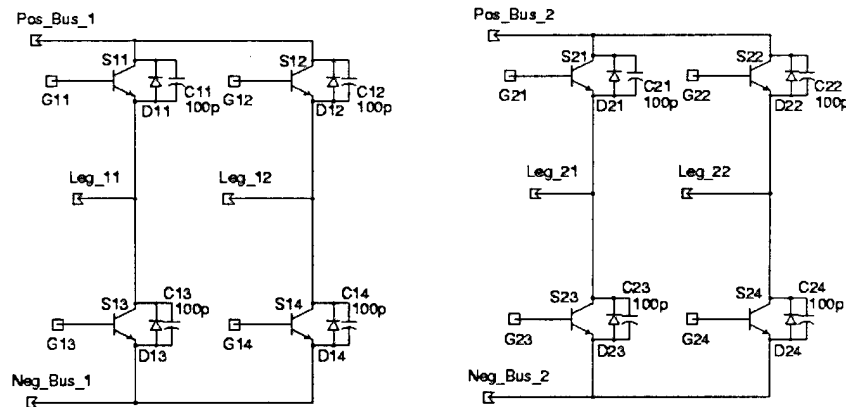 Pos_Bus_1
S11
C11
100p
G11
D11
S12
C12
100p
G12
D12
Leg_11
Leg_12
S13
C13
100p
G13
D13
S14
C14
100p
G14
D14
Neg_Bus_1
Pos_Bus_2
S21
C21
100p
G21
D21
S22
C22
100p
G22
D22
Leg_21
Leg_22
S23
C23
100p
G23
D23
S24
C24
100p
G24
D24
Neg_Bus_2